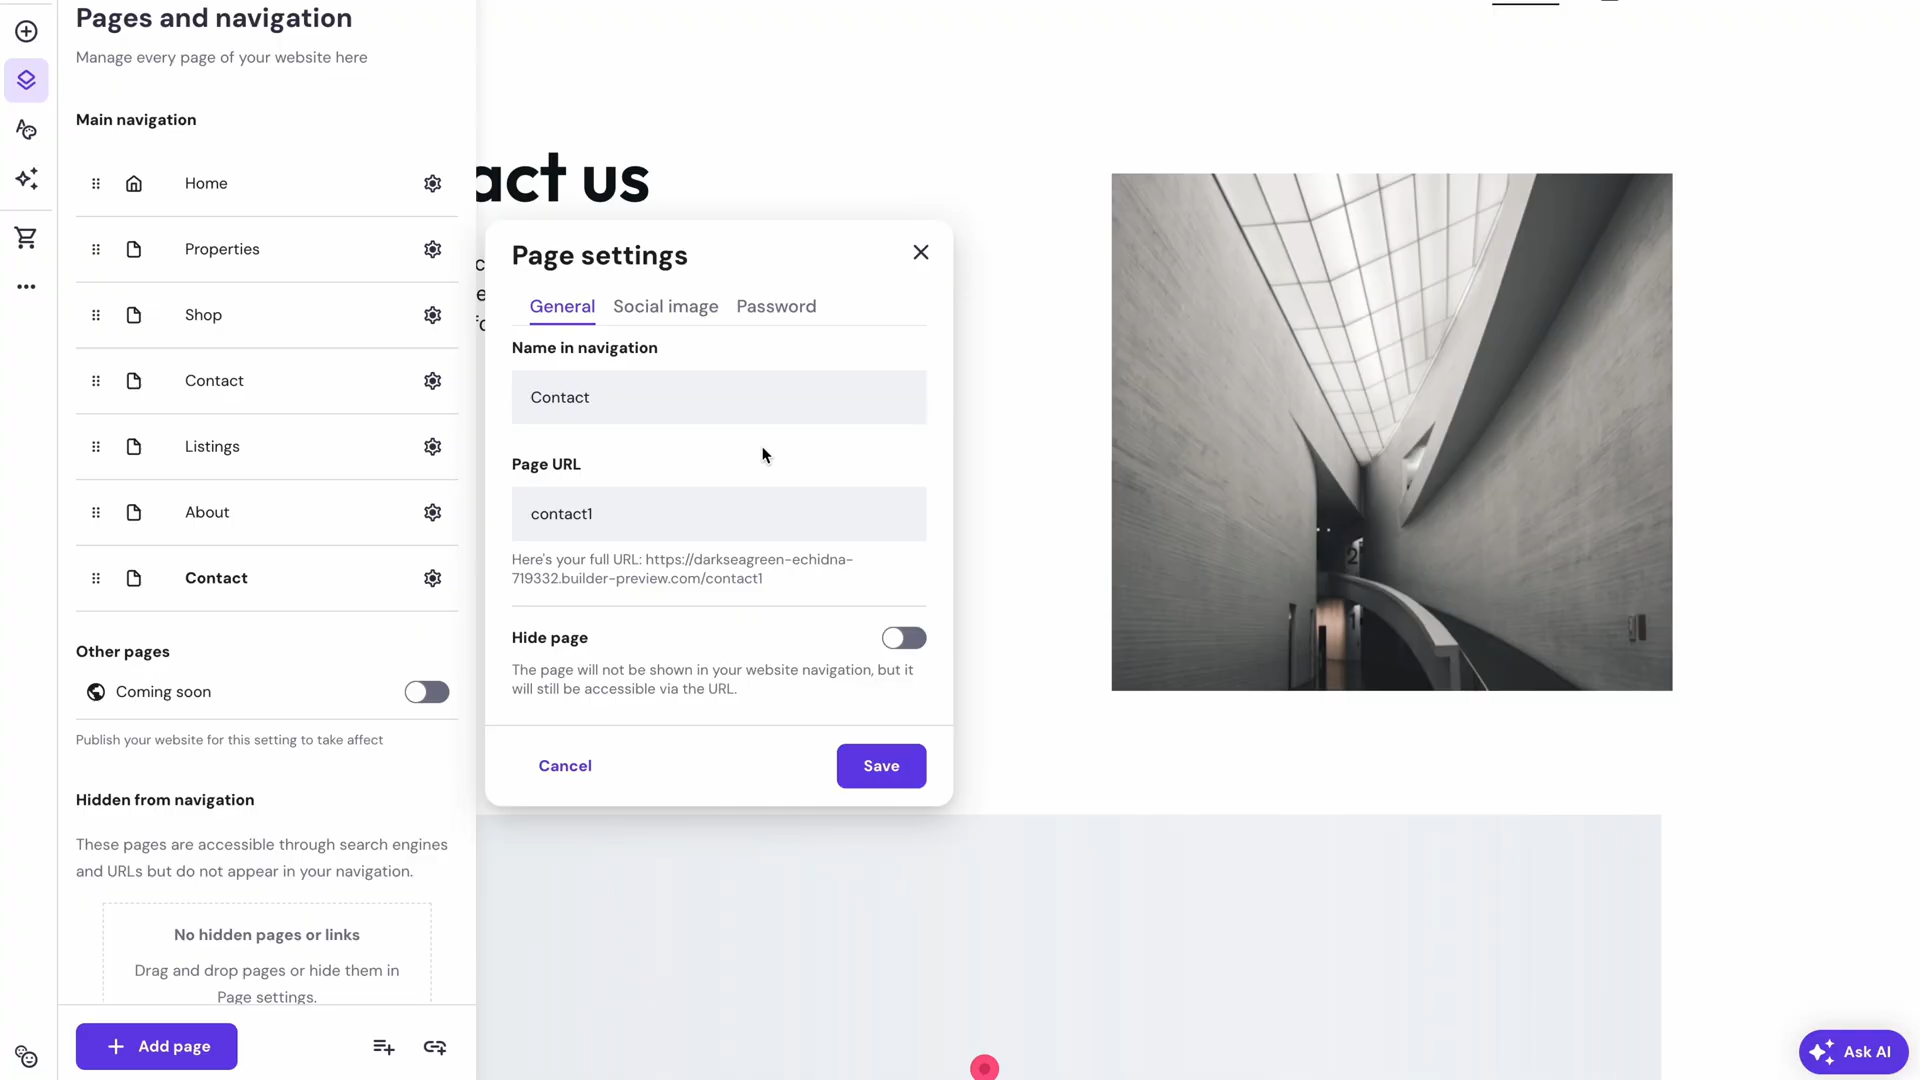 Pages and navigation
Manage every page of your website here
Main navigation
Home
Properties
Shop
Contact
Listings
About
Contact
Other pages
Coming soon
Publish your website for this setting to take affect
Hidden from navigation
These pages are accessible through search engines
and URLs but do not appear in your navigation.
No hidden pages or links
Drag and drop pages or hide them in
Page settings.
Add page
act us
Page settings
General Social image Password
Name in navigation
Contact
Page URL
contact1
Here's your full URL: https://darkseagreen-echidna-
719332.builder-preview.com/contact1
Hide page
The page will not be shown in your website navigation, but it
will still be accessible via the URL.
Cancel
Save
2
1
Ask AI